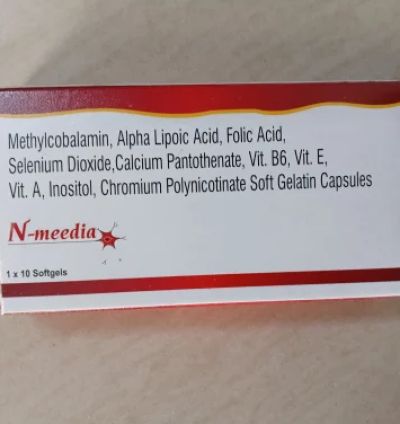 Methylcobalamin, Alpha Lipoic Acid, Folic Acid,
Selenium Dioxide,Calcium Pantothenate, Vit. B6, Vit. E,
Vit. A, Inositol, Chromium Polynicotinate Soft Gelatin Capsules
N-meedia
1 x 10 Softgels